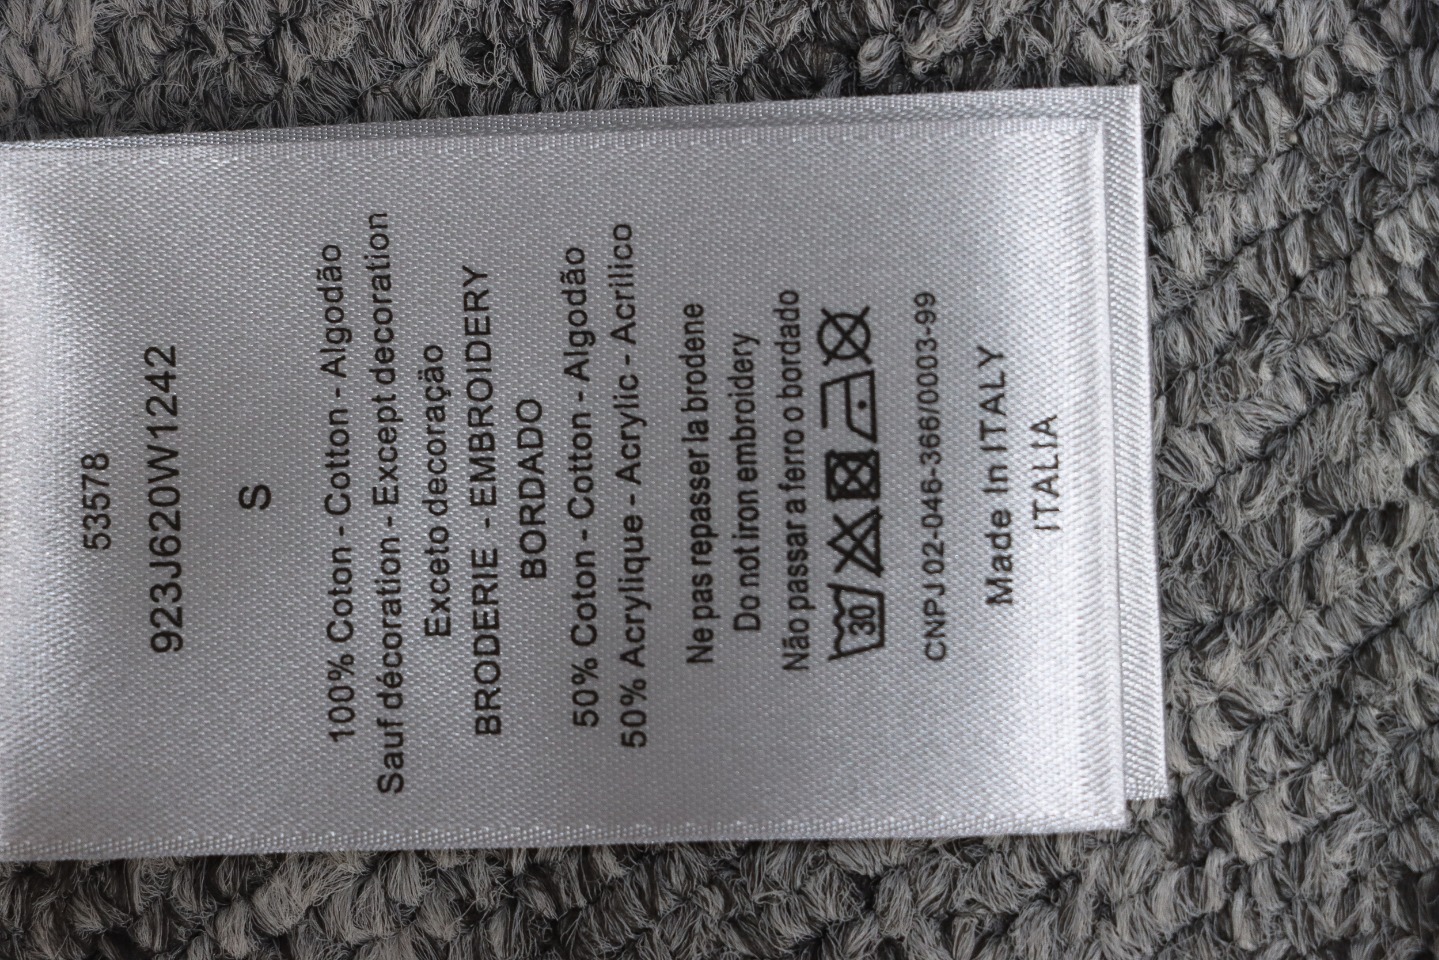 53578
923J620W1242
S
100% Coton - Cotton - Algodão
Sauf décoration - Except decoration
Exceto decoração
BRODERIE - EMBROIDERY
BORDADO
50% Coton - Cotton - Algodão
50% Acrylique - Acrylic - Acrilico
Ne pas repasser la brodene
Do not iron embroidery
Não passar a ferro o bordado
30
CNPJ 02-046-366/0003-99
Made In ITALY
ITALIA